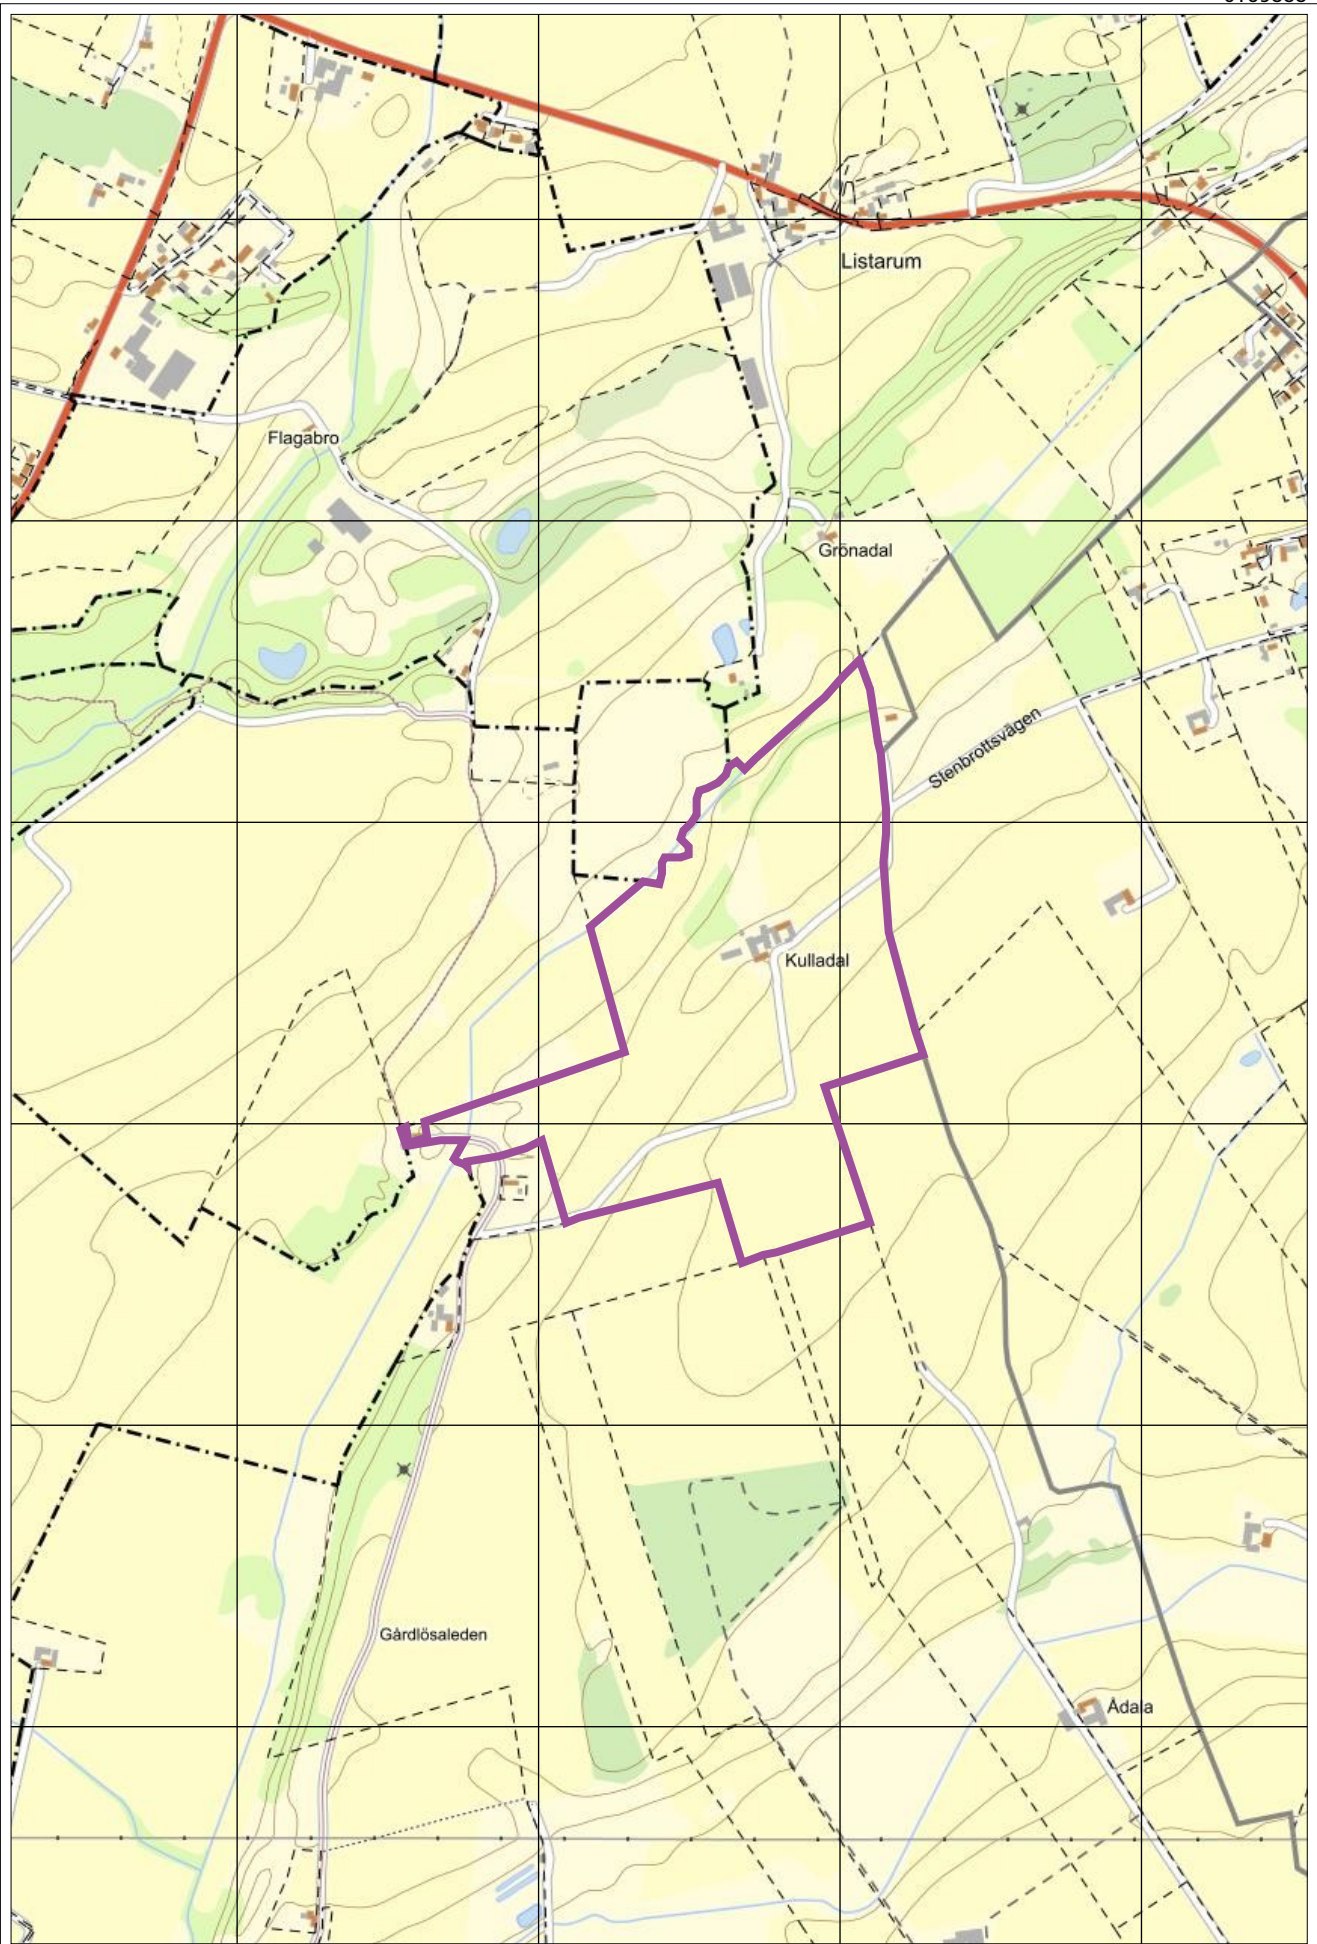 Listarum
Flagabro
Grönadal
Stenbrottsvägen
Kulladal
Gårdlösaleden
Ådala